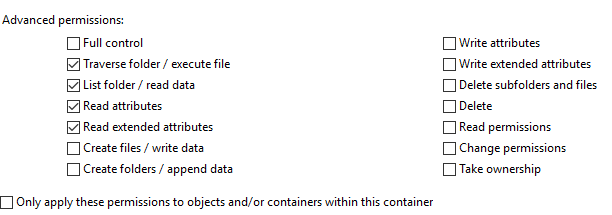 Advanced permissions:
Full control
Traverse folder / execute file
List folder / read data
Read attributes
Read extended attributes
Create files / write data
Create folders / append data
Write attributes
Write extended attributes
Delete subfolders and files
Delete
Read permissions
Change permissions
Take ownership
Only apply these permissions to objects and/or containers within this container